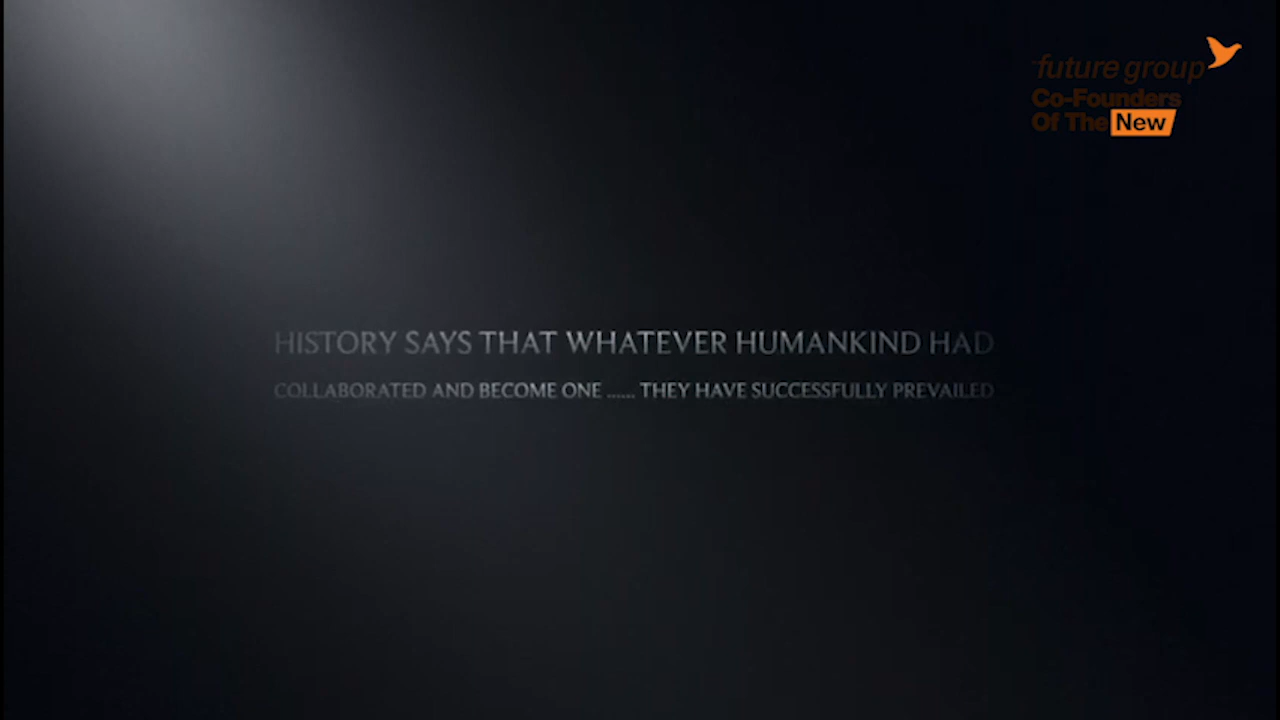 future group
Co-Founders
Of The New
HISTORY SAYS THAT WHATEVER HUMANKIND HAD
COLLABORATED AND BECOME ONE ...... THEY HAVE SUCCESSFULLY PREVAILED